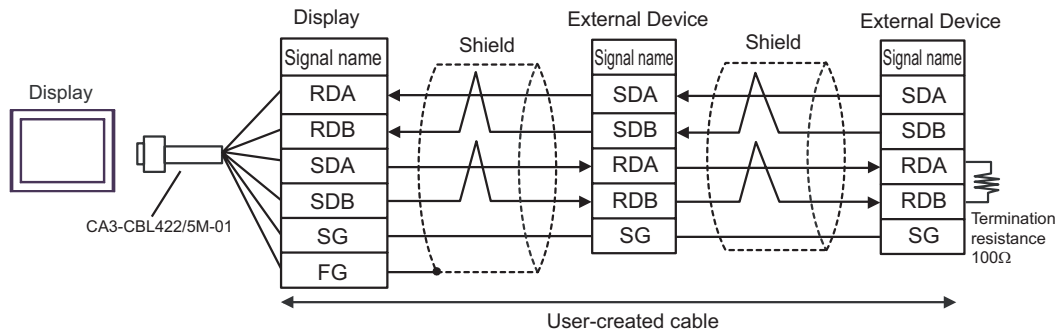 Display
CA3-CBL422/5M-01
Display
Signal name
RDA
RDB
SDA
SDB
SG
FG
Shield
External Device
Signal name
SDA
SDB
RDA
RDB
SG
Shield
External Device
Signal name
SDA
SDB
RDA
RDB
SG
Termination
resistance
100Ω
User-created cable